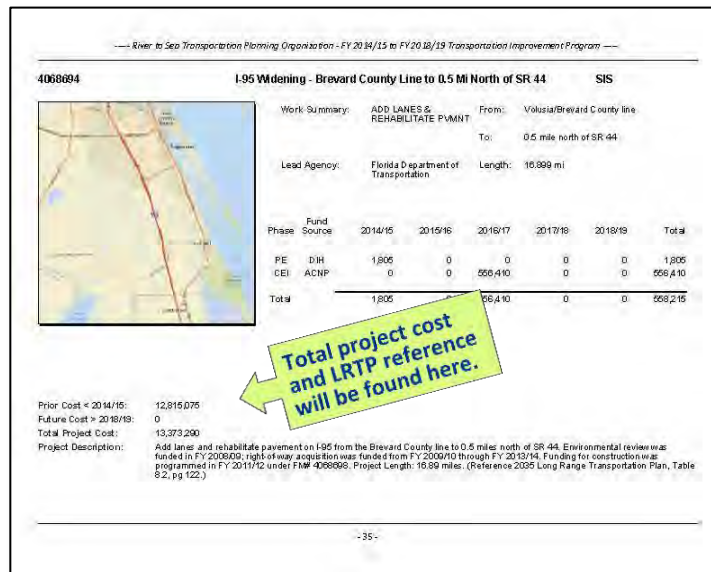 ---- River to Sea Transportation Planning Organization - FY 2014/15 to FY 2018/19 Transportation Improvement Program ----
4068694 I-95 Widening - Brevard County Line to 0.5 Mi North of SR 44 SIS
Work Summary: ADD LANES & REHABILITATE PVMNT From: Volusia/Brevard County line
To: 0.5 mile north of SR 44
Lead Agency: Florida Department of Transportation Length: 16.899 mi
Phase Fund Source 2014/15 2015/16 2016/17 2017/18 2018/19 Total
PE DIH 1,805 0 0 0 0 1,805
CEI ACNP 0 0 556,410 0 0 556,410
Total 1,805 56,410 0 0 558,215
Total project cost
and LRTP reference
will be found here.
Prior Cost < 2014/15: 12,815,075
Future Cost > 2018/19: 0
Total Project Cost: 13,373,290
Project Description: Add lanes and rehabilitate pavement on I-95 from the Brevard County line to 0.5 miles north of SR 44. Environmental review was
funded in FY 2008/09; right-of-way acquisition was funded from FY 2009/10 through FY 2013/14. Funding for construction was
programmed in FY 2011/12 under FM# 4068698. Project Length: 16.89 miles. (Reference 2035 Long Range Transportation Plan, Table
8.2, pg 122.)
-35-